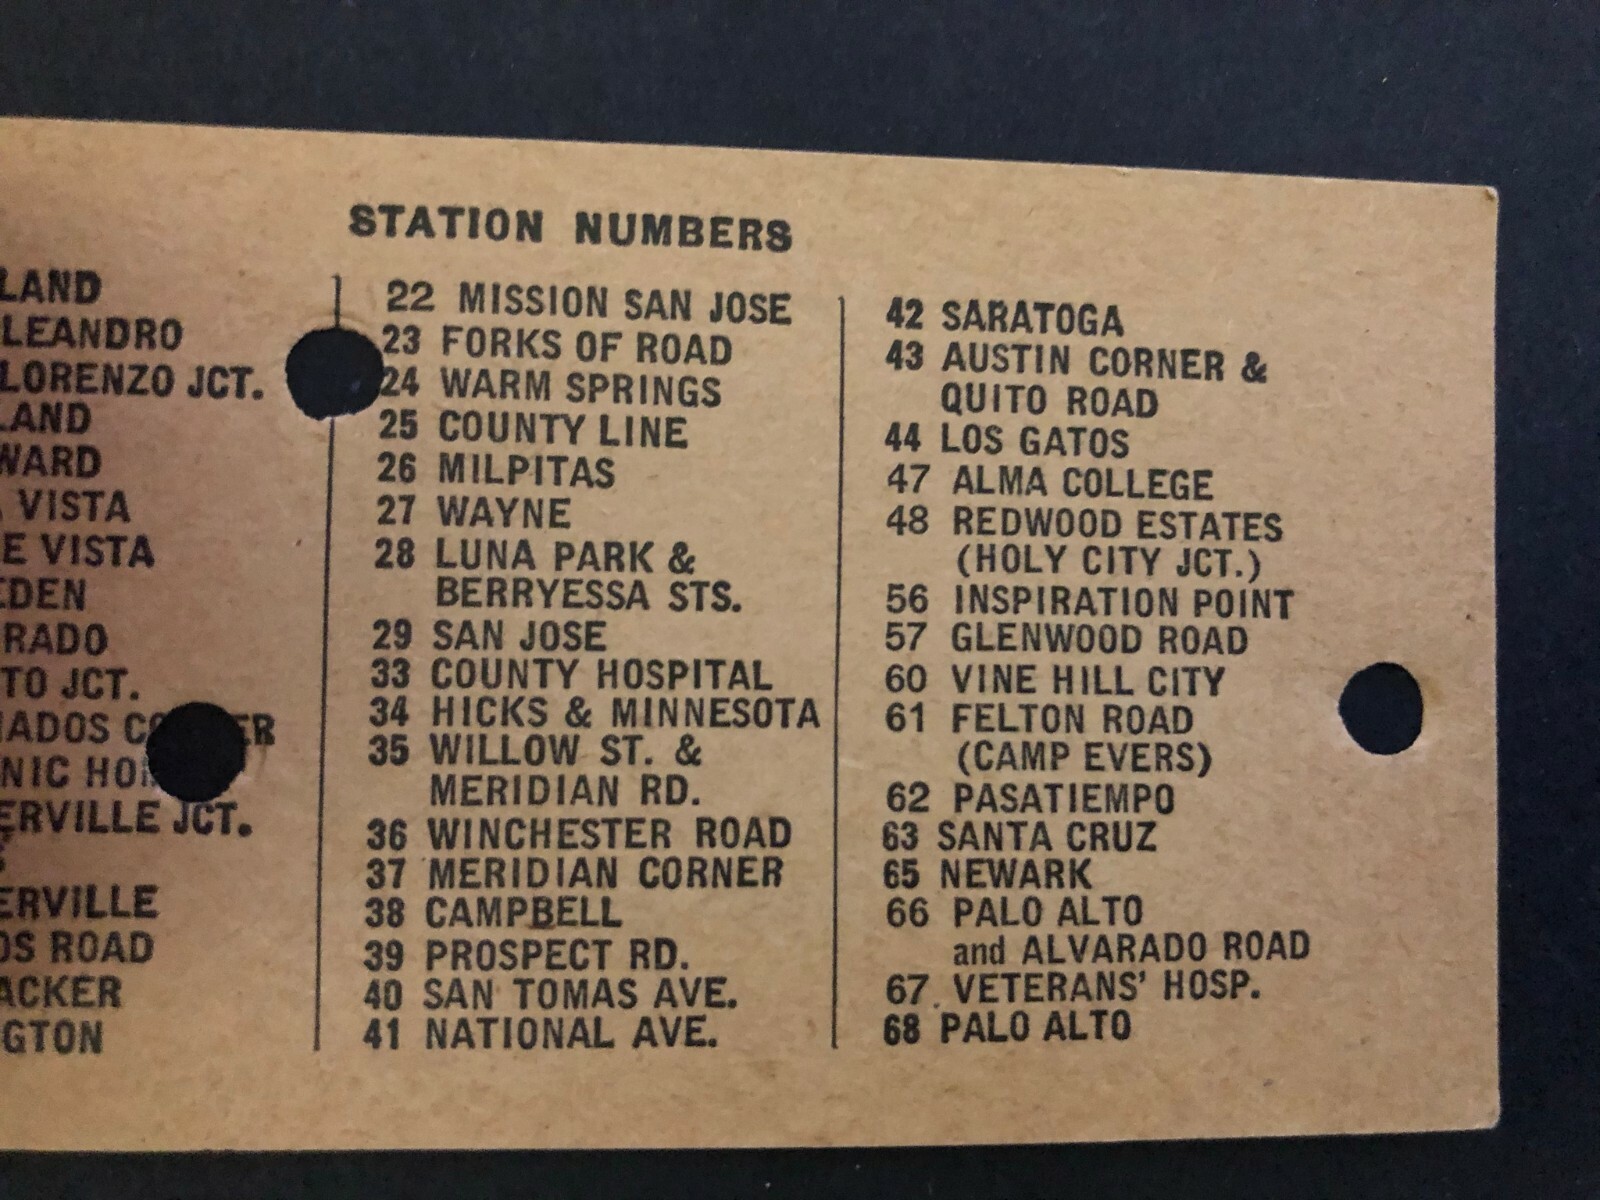 STATION NUMBERS
LAND
LEANDRO
LORENZO JCT.
LAND
WARD
VISTA
E VISTA
EDEN
RADO
TO JCT.
ERVILLE JCT.
ERVILLE
OS ROAD
ACKER
GTON
22 MISSION SAN JOSE
23 FORKS OF ROAD
24 WARM SPRINGS
25 COUNTY LINE
26 MILPITAS
27 WAYNE
28 LUNA PARK &
BERRYESSA STS.
29 SAN JOSE
33 COUNTY HOSPITAL
34 HICKS & MINNESOTA
35 WILLOW ST. &
MERIDIAN RD.
36 WINCHESTER ROAD
37 MERIDIAN CORNER
38 CAMPBELL
39 PROSPECT RD.
40 SAN TOMAS AVE.
41 NATIONAL AVE.
42 SARATOGA
43 AUSTIN CORNER &
QUITO ROAD
44 LOS GATOS
47 ALMA COLLEGE
48 REDWOOD ESTATES
(HOLY CITY JCT.)
56 INSPIRATION POINT
57 GLENWOOD ROAD
60 VINE HILL CITY
61 FELTON ROAD
(CAMP EVERS)
62 PASATIEMPO
63 SANTA CRUZ
65 NEWARK
66 PALO ALTO
and ALVARADO ROAD
67. VETERANS' HOSP.
68 PALO ALTO